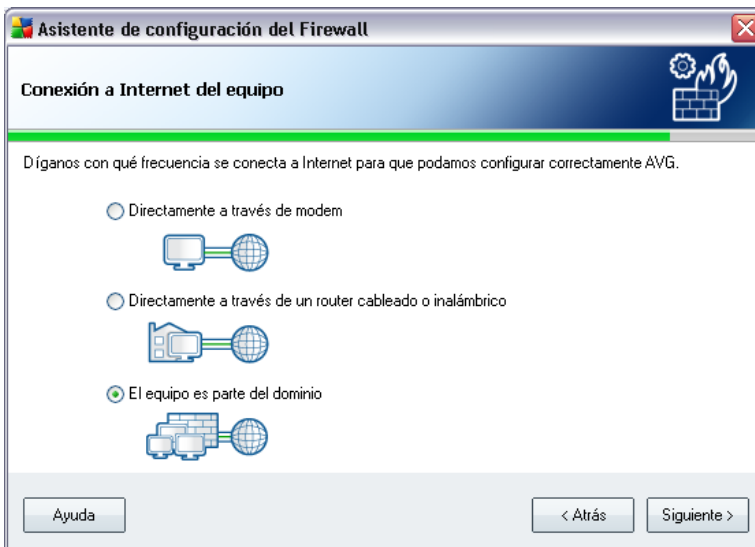 Asistente de configuración del Firewall
Conexión a Internet del equipo
Díganos con qué frecuencia se conecta a Internet para que podamos configurar correctamente AVG.
Directamente a través de modem
Directamente a través de un router cableado o inalámbrico
El equipo es parte del dominio
Ayuda
< Atrás
Siguiente >